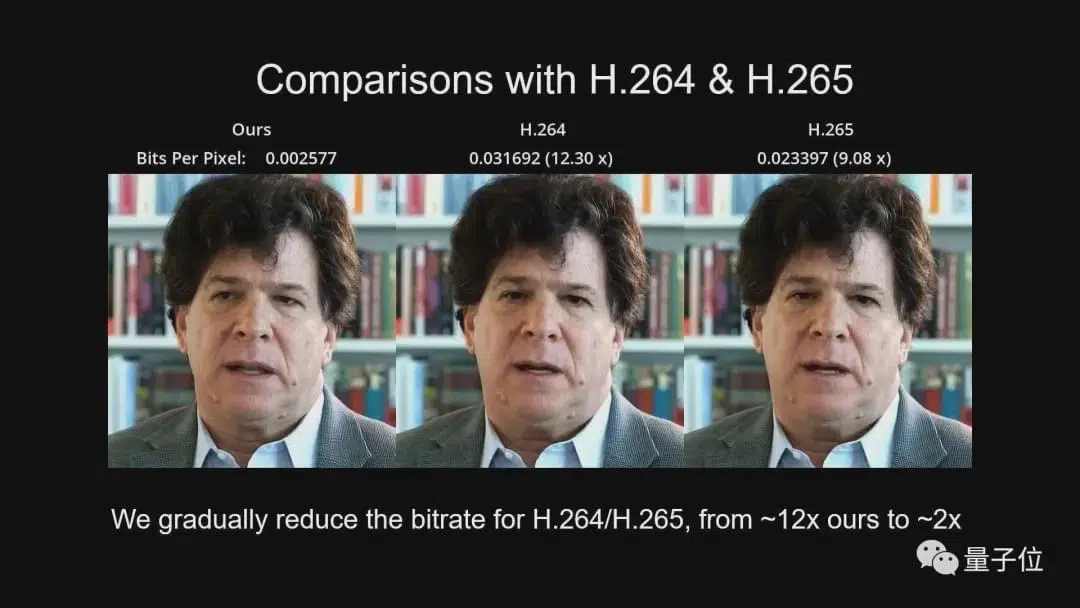 Comparisons with H.264 & H.265
Ours H.264 H.265
Bits Per Pixel: 0.002577 0.031692 (12.30 x) 0.023397 (9.08 x)
We gradually reduce the bitrate for H.264/H.265, from ~12x ours to ~2x
量子位